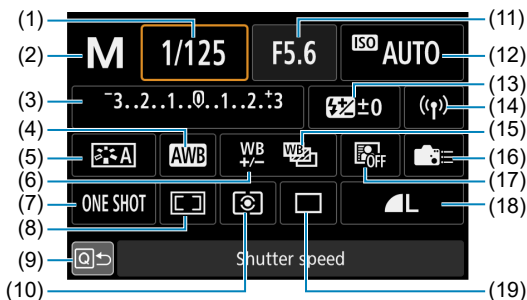 (1)
(11)
(2) M 1/125 F5.6 ISO AUTO (12)
(13)
(3) -3..2..1..0..1..2..+3 ±0 (14)
(4) (15)
(5) A AWB WB +/- WB OFF (16)
(6) (17)
(7) ONE SHOT L (18)
(8)
(9) Q Shutter speed
(10) (19)